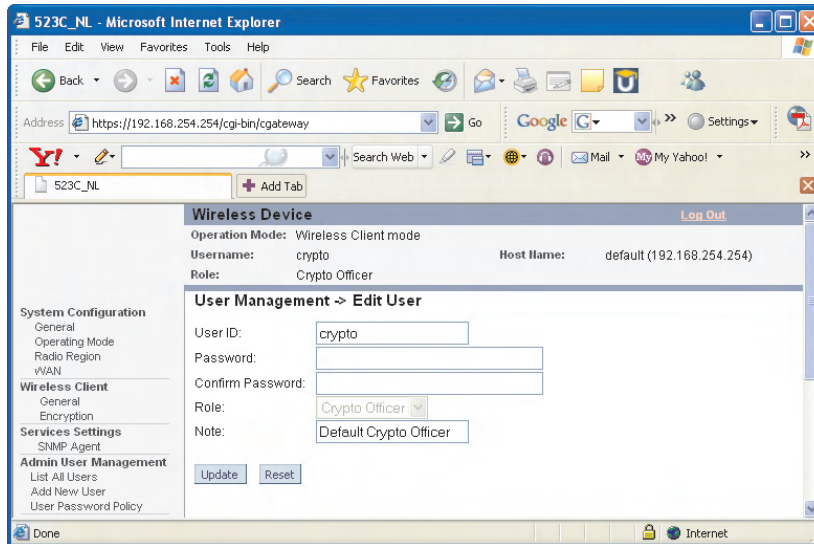 523C_NL - Microsoft Internet Explorer
File Edit View Favorites Tools Help
Back Search Favorites
Address https://192.168.254.254/cgi-bin/cgateway Go Google G Settings
Y! Search Web Mail My Yahoo!
523C_NL Add Tab
Wireless Device Log Out
Operation Mode: Wireless Client mode
Username: crypto Host Name: default (192.168.254.254)
Role: Crypto Officer
System Configuration
General
Operating Mode
Radio Region
WAN
Wireless Client
General
Encryption
Services Settings
SNMP Agent
Admin User Management
List All Users
Add New User
User Password Policy
User Management -> Edit User
User ID: crypto
Password:
Confirm Password:
Role: Crypto Officer
Note: Default Crypto Officer
Update Reset
Done Internet